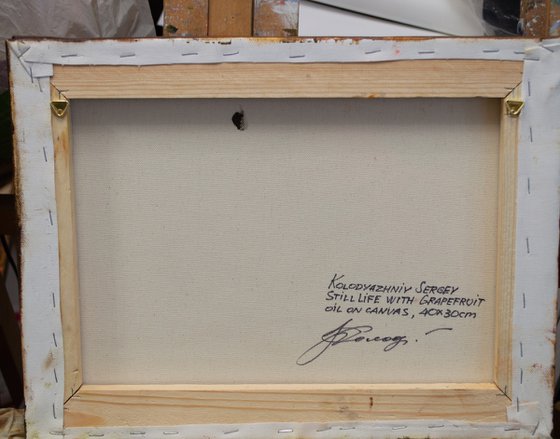 KOLODYAZHNIY SERGEY
STILL LIFE WITH GRAPEFRUIT
OIL ON CANVAS, 40X30cm